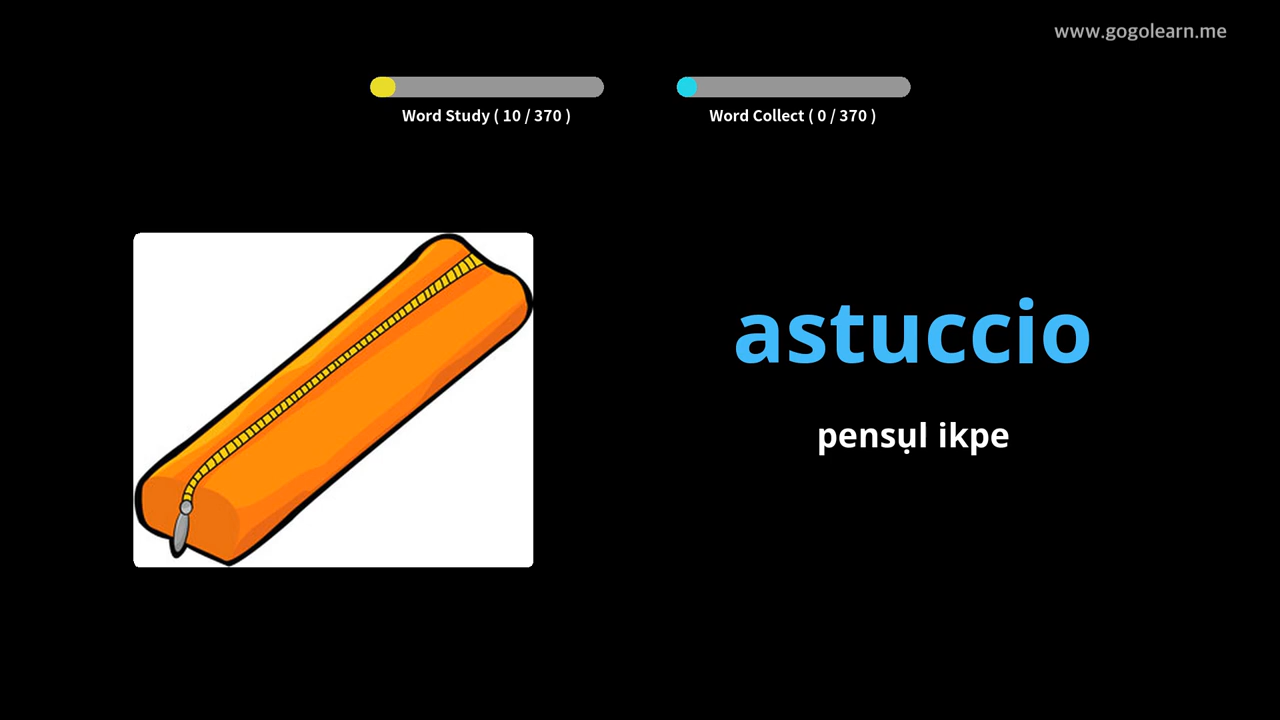 www.gogolearn.me
Word Study ( 10 / 370 )
Word Collect ( 0 / 370 )
astuccio
pensụl ikpe